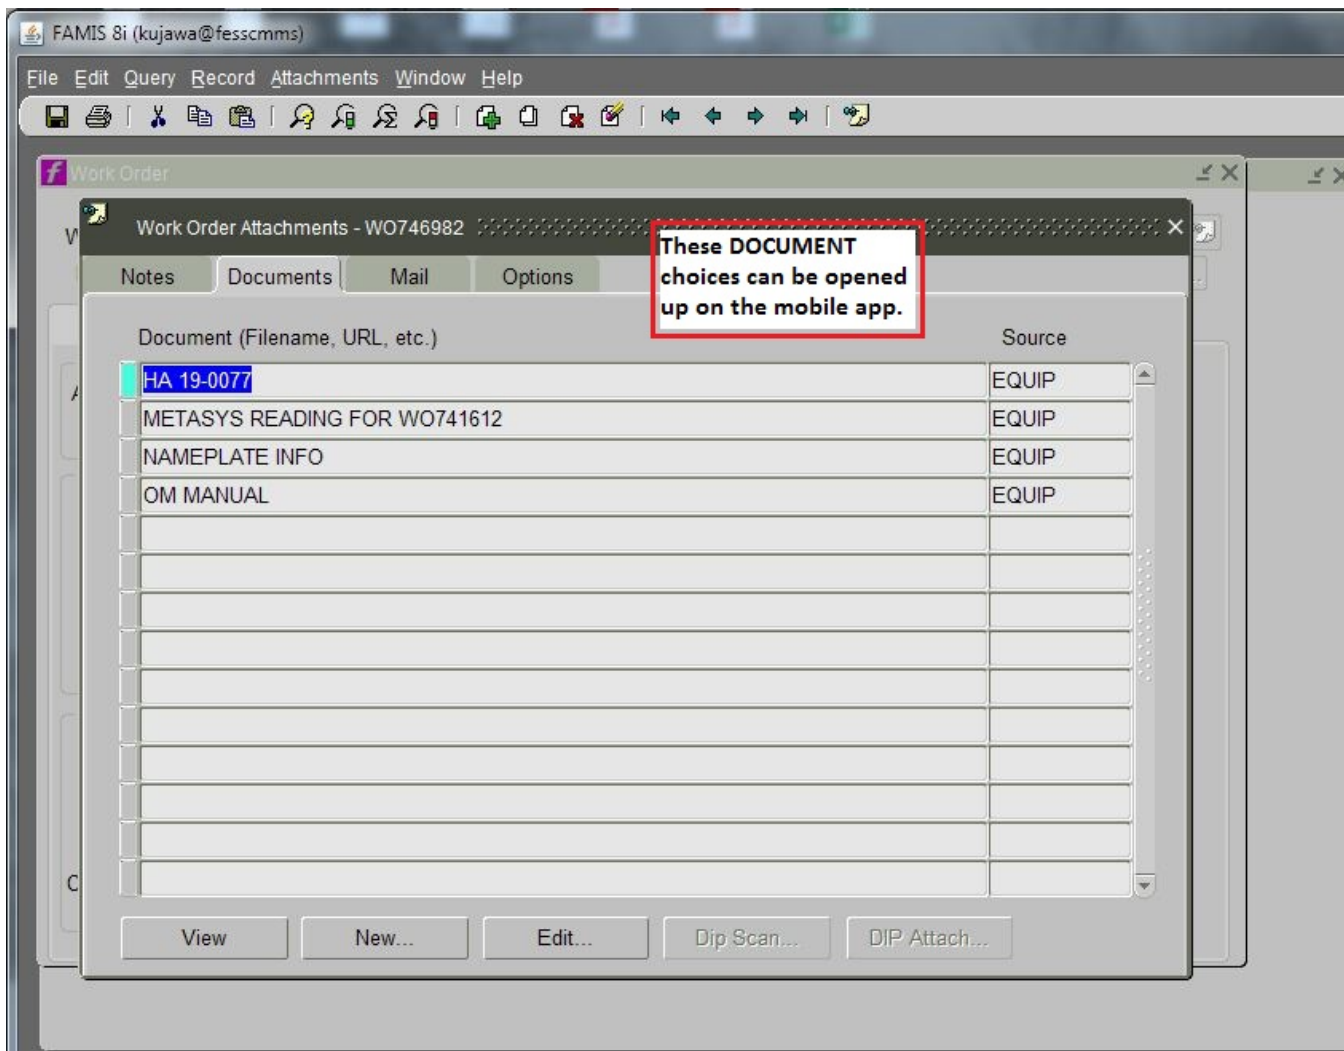 FAMIS 8i (kujawa@fesscmms)
File Edit Query Record Attachments Window Help
Work Order
Work Order Attachments - WO746982
These DOCUMENT
choices can be opened
up on the mobile app.
Notes Documents Mail Options
Document (Filename, URL, etc.) Source
HA 19-0077 EQUIP
METASYS READING FOR WO741612 EQUIP
NAMEPLATE INFO EQUIP
OM MANUAL EQUIP
View New... Edit... Dip Scan... DIP Attach...